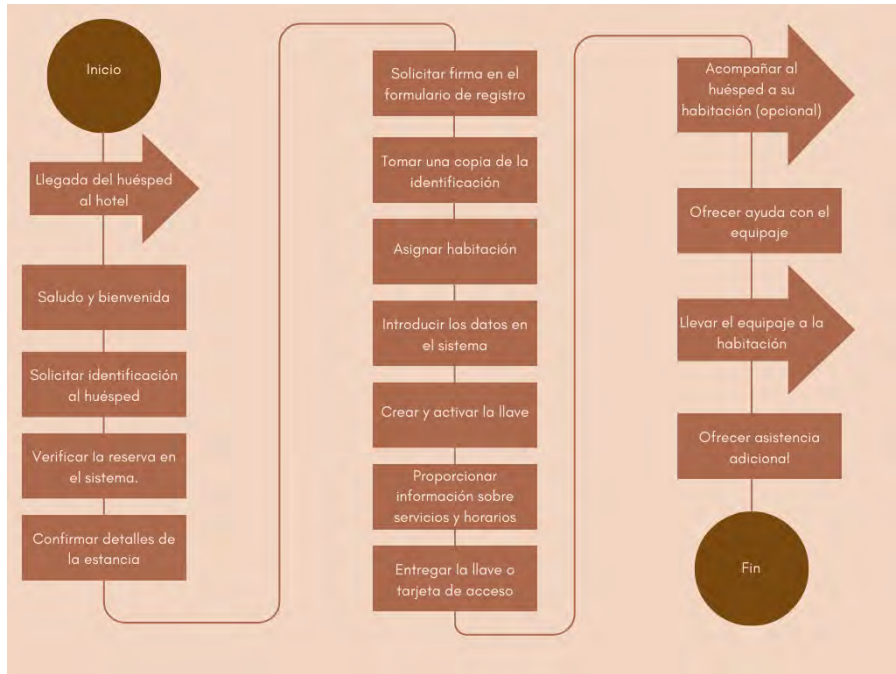 Inicio
Llegada del huésped
al hotel
Saludo y bienvenida
Solicitar identificación
al huésped
Verificar la reserva en
el sistema.
Confirmar detalles de
la estancia
Solicitar firma en el
formulario de registro
Tomar una copia de la
identificación
Asignar habitación
Introducir los datos en
el sistema
Crear y activar la llave
Proporcionar
información sobre
servicios y horarios
Entregar la llave o
tarjeta de acceso
Acompañar al
huésped a su
habitación (opcional)
Ofrecer ayuda con el
equipaje
Llevar el equipaje a la
habitación
Ofrecer asistencia
adicional
Fin